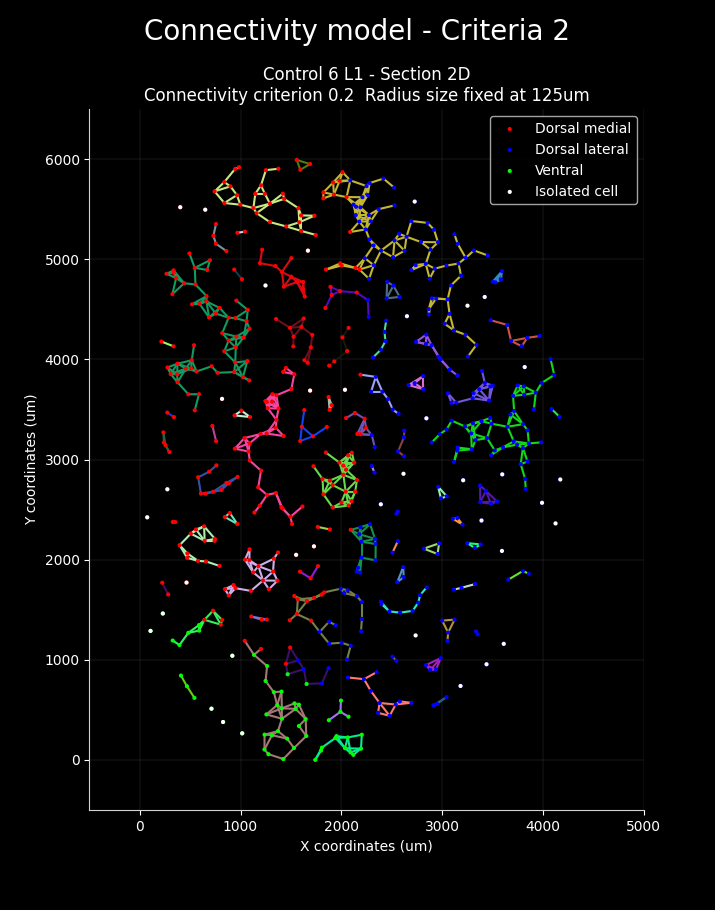 Connectivity model - Criteria 2
Control 6 L1 - Section 2D
Connectivity criterion 0.2  Radius size fixed at 125um
Dorsal medial
Dorsal lateral
Ventral
Isolated cell
6000
5000
4000
3000
2000
1000
0
Y coordinates (um)
0
1000
2000
3000
4000
5000
X coordinates (um)